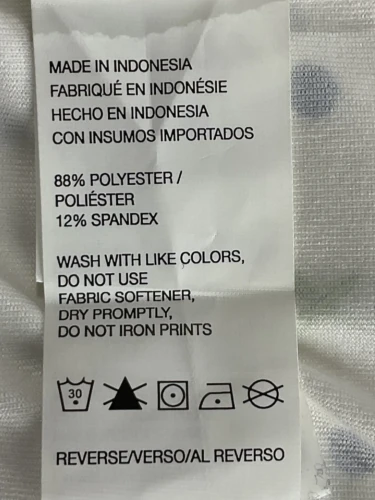 MADE IN INDONESIA
FABRIQUÉ EN INDONÉSIE
HECHO EN INDONESIA
CON INSUMOS IMPORTADOS
88% POLYESTER /
POLIÉSTER
12% SPANDEX
WASH WITH LIKE COLORS,
DO NOT USE
FABRIC SOFTENER,
DRY PROMPTLY,
DO NOT IRON PRINTS
30
REVERSE/VERSO/AL REVERSO